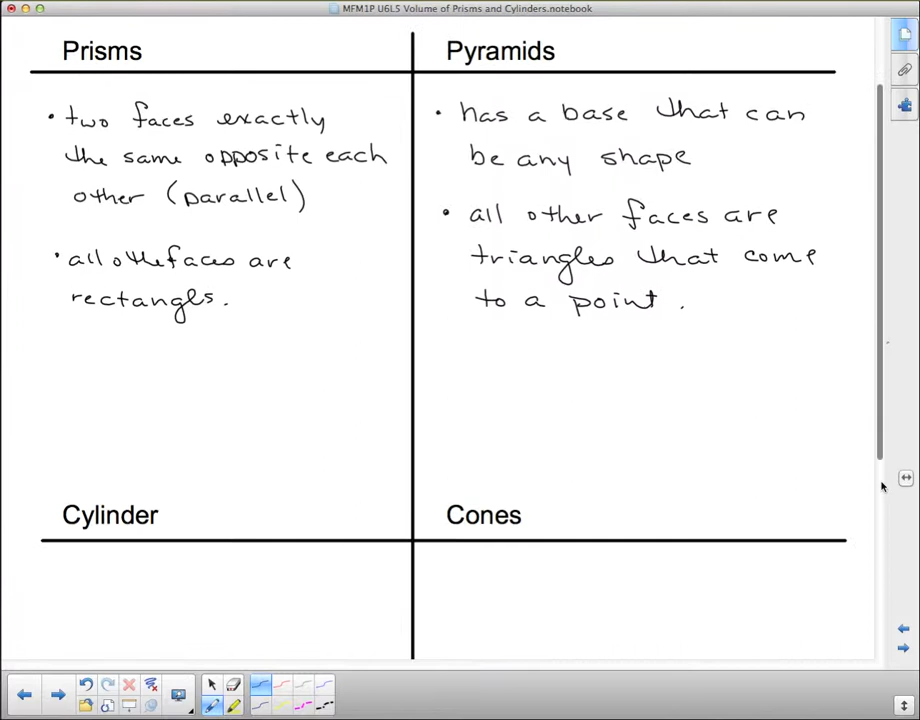 MFM1P U6L5 Volume of Prisms and Cylinders.notebook
Prisms
• two faces exactly
the same opposite each
other (parallel)
• all othe faces are
rectangls.
Pyramids
• has a base that can
be any shape
• all other faces are
triangles that come
to a point.
Cylinder
Cones